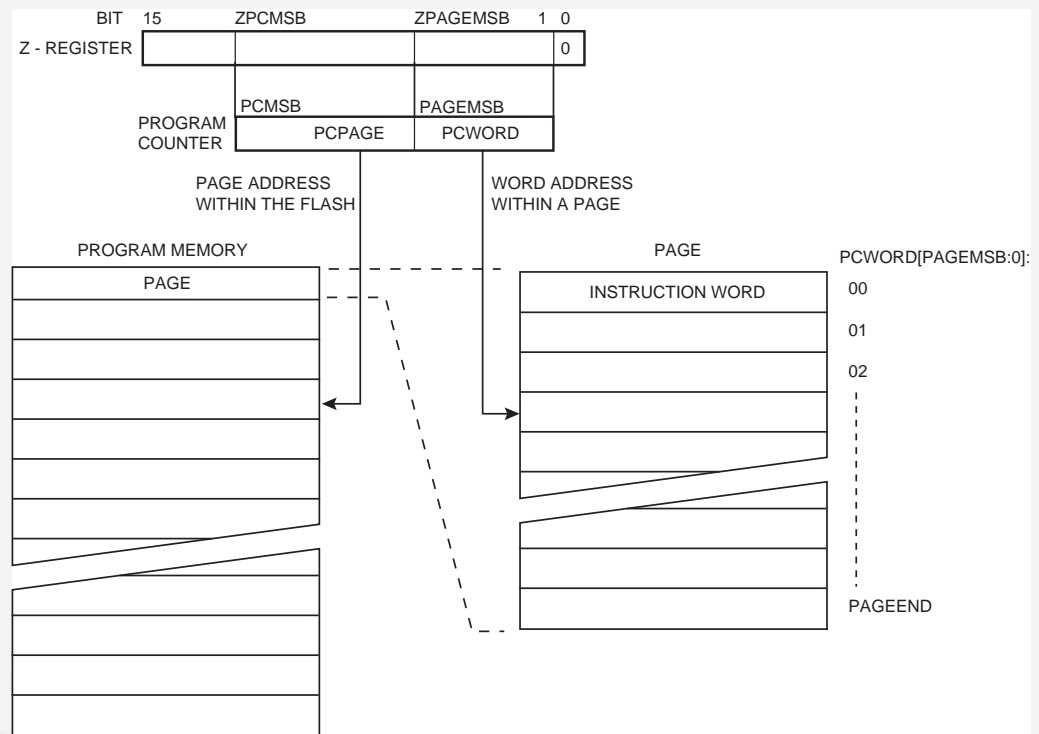 BIT 15 ZPCMSB ZPAGEMSB 1 0
Z - REGISTER 0
PCMSB PAGEMSB
PROGRAM
COUNTER
PCPAGE PCWORD
PAGE ADDRESS
WITHIN THE FLASH
WORD ADDRESS
WITHIN A PAGE
PROGRAM MEMORY
PAGE
PAGE
INSTRUCTION WORD
PCWORD[PAGEMSB:0]:
00
01
02
PAGEEND